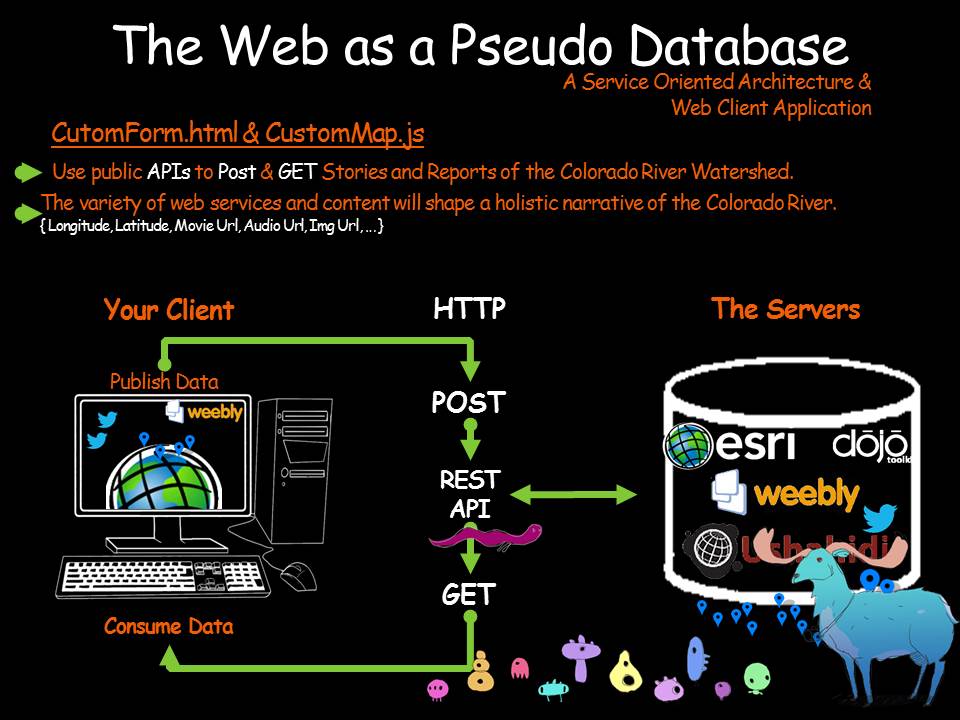 The Web as a Pseudo Database
A Service Oriented Architecture &
Web Client Application
CutomForm.html & CustomMap.js
Use public APIs to Post & GET Stories and Reports of the Colorado River Watershed.
The variety of web services and content will shape a holistic narrative of the Colorado River.
{ Longitude, Latitude, Movie Url, Audio Url, Img Url, ... }
Your Client
HTTP
The Servers
Publish Data
weebly
POST
REST
API
GET
Consume Data
esri
dojo
toolkit
weebly
Ushahidi